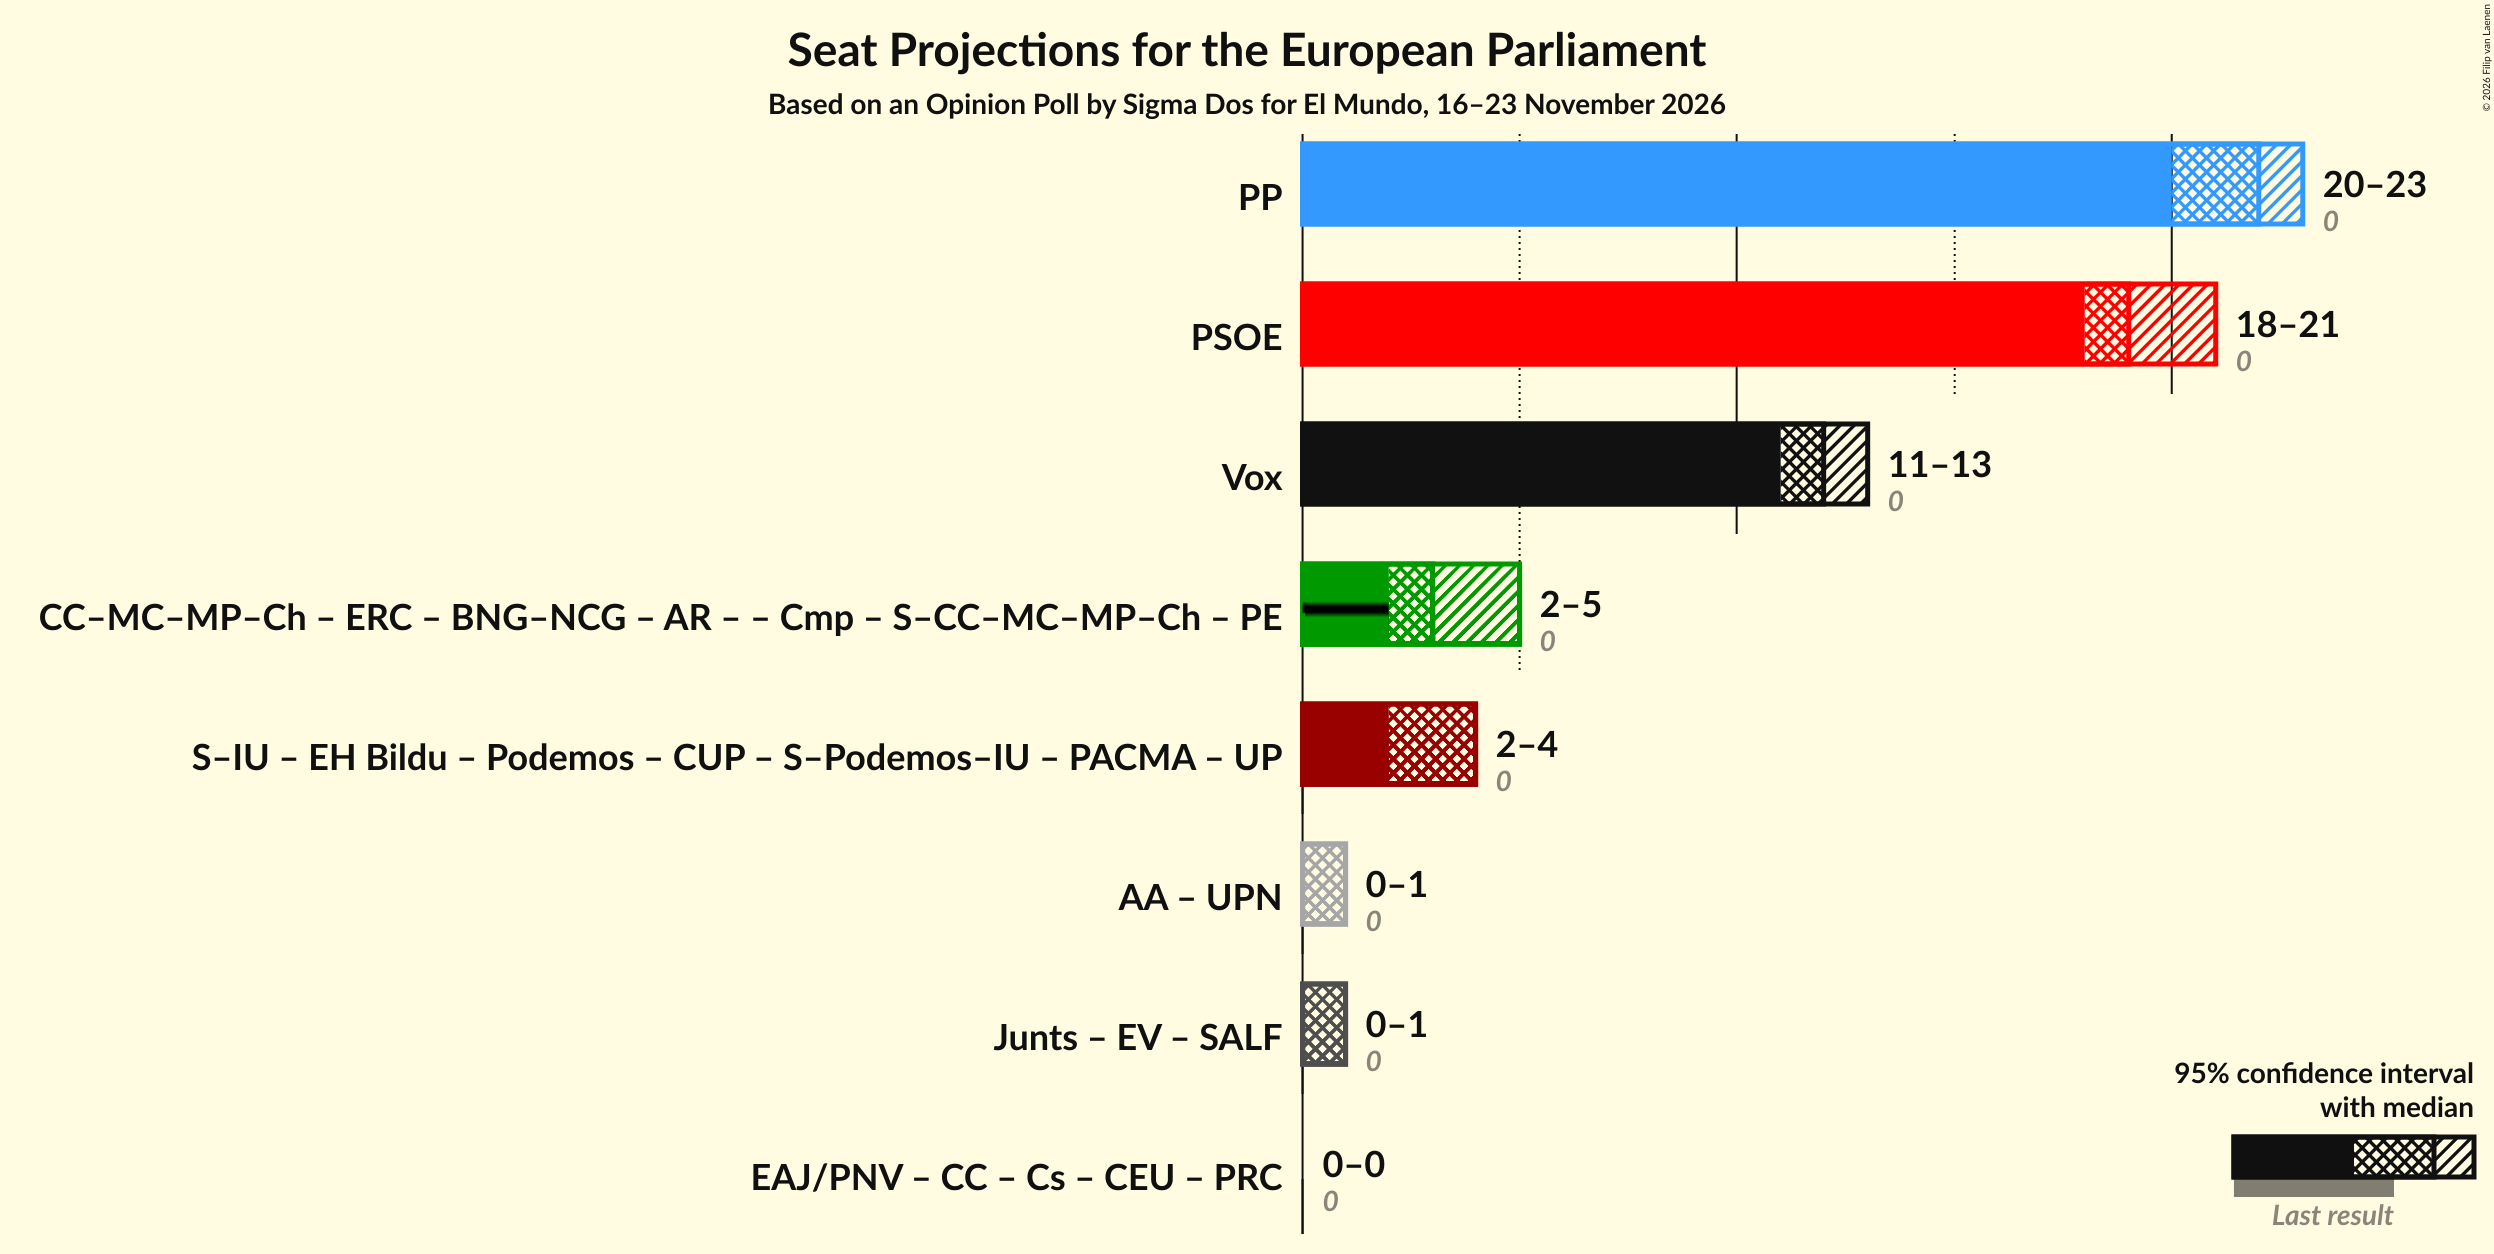 Seat Projections for the European Parliament
Based on an Opinion Poll by Sigma Dos for El Mundo, 16–23 November 2026
© 2026 Filip van Laenen
PP
20–23
0
PSOE
18–21
0
Vox
11–13
0
CC–MC–MP–Ch – ERC – BNG–NCG – AR – – Cmp – S–CC–MC–MP–Ch – PE
2–5
0
S–IU – EH Bildu – Podemos – CUP – S–Podemos–IU – PACMA – UP
2–4
0
AA – UPN
0–1
0
Junts – EV – SALF
0–1
0
EAJ/PNV – CC – Cs – CEU – PRC
0–0
0
95% confidence interval
with median
Last result